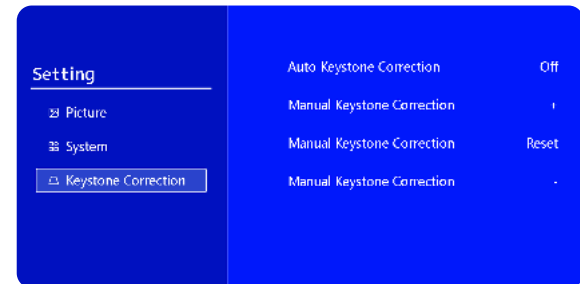 Setting
Picture
System
Keystone Correction
Auto Keystone Correction Off
Manual Keystone Correction +
Manual Keystone Correction Reset
Manual Keystone Correction -